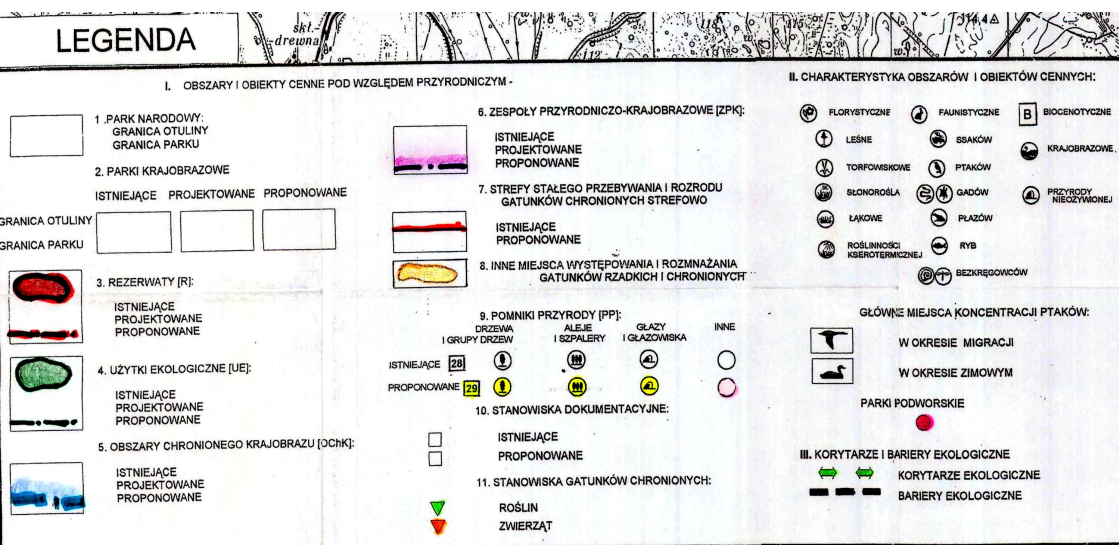 LEGENDA
skł.
drewna
112
114.4
I. OBSZARY I OBIEKTY CENNE POD WZGLĘDEM PRZYRODNICZYM -
1 .PARK NARODOWY:
GRANICA OTULINY
GRANICA PARKU
2. PARKI KRAJOBRAZOWE
ISTNIEJĄCE PROJEKTOWANE PROPONOWANE
GRANICA OTULINY
GRANICA PARKU
3. REZERWATY [R]:
ISTNIEJĄCE
PROJEKTOWANE
PROPONOWANE
4. UŻYTKI EKOLOGICZNE [UE]:
ISTNIEJĄCE
PROJEKTOWANE
PROPONOWANE
5. OBSZARY CHRONIONEGO KRAJOBRAZU [OChK]:
ISTNIEJĄCE
PROJEKTOWANE
PROPONOWANE
6. ZESPOŁY PRZYRODNICZO-KRAJOBRAZOWE [ZPK]:
ISTNIEJĄCE
PROJEKTOWANE
PROPONOWANE
7. STREFY STAŁEGO PRZEBYWANIA I ROZRODU
GATUNKÓW CHRONIONYCH STREFOWO
ISTNIEJĄCE
PROPONOWANE
8. INNE MIEJSCA WYSTĘPOWANIA I ROZMNAŻANIA
GATUNKÓW RZADKICH I CHRONIONYCH
9. POMNIKI PRZYRODY [PP]:
DRZEWA ALEJE GŁAZY INNE
I GRUPY DRZEW I SZPALERY I GŁAZOWISKA
ISTNIEJĄCE 28
PROPONOWANE 29
10. STANOWISKA DOKUMENTACYJNE:
ISTNIEJĄCE
PROPONOWANE
11. STANOWISKA GATUNKÓW CHRONIONYCH:
ROŚLIN
ZWIERZĄT
II. CHARAKTERYSTYKA OBSZARÓW I OBIEKTÓW CENNYCH:
FLORYSTYCZNE FAUNISTYCZNE B BIOCENOTYCZNE
LEŚNE SSAKÓW KRAJOBRAZOWE,
TORFOWISKOWE PTAKÓW
SŁONOROŚLA GADÓW PRZYRODY
NIEOŻYWIONEJ
ŁĄKOWE PŁAZÓW
ROŚLINNOŚCI RYB
KSEROTERMICZNEJ
BEZKRĘGOWCÓW
GŁÓWNE MIEJSCA KONCENTRACJI PTAKÓW:
W OKRESIE MIGRACJI
W OKRESIE ZIMOWYM
PARKI PODWORSKIE
III. KORYTARZE I BARIERY EKOLOGICZNE
KORYTARZE EKOLOGICZNE
BARIERY EKOLOGICZNE